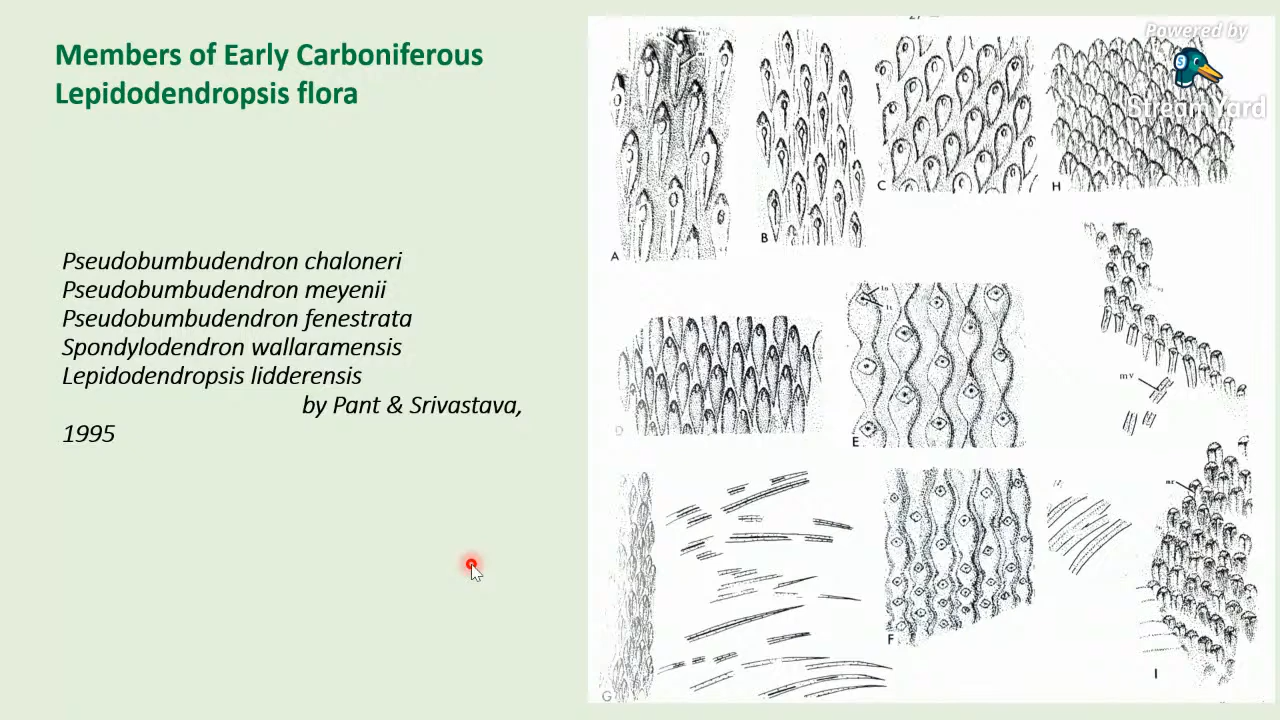 Members of Early Carboniferous
Lepidodendropsis flora
Pseudobumbudendron chaloneri
Pseudobumbudendron meyenii
Pseudobumbudendron fenestrata
Spondylodendron wallaramensis
Lepidodendropsis lidderensis
by Pant & Srivastava,
1995
Powered by
StreamYard
A
B
C
H
D
E
mv
G
F
I